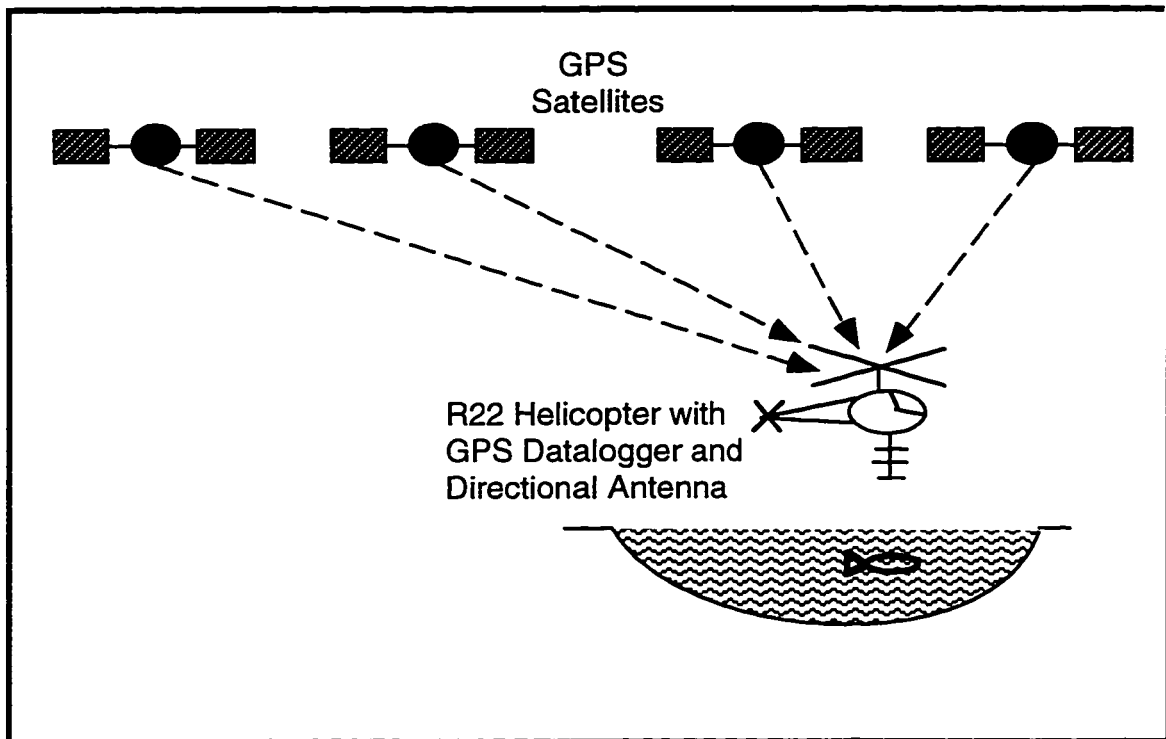 GPS
Satellites
R22 Helicopter with
GPS Datalogger and
Directional Antenna